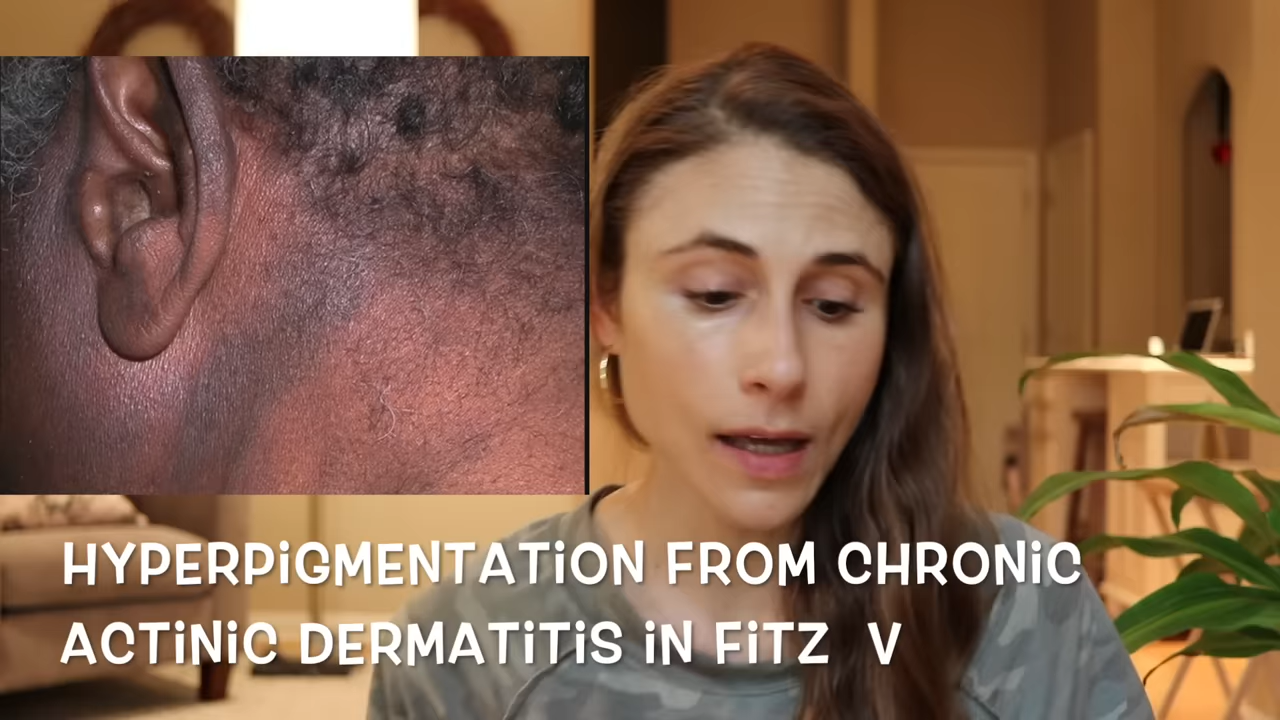 HYPERPiGMENTATiON FROM CHRONiC
ACTiNiC DERMATiTiS iN FiTZ V